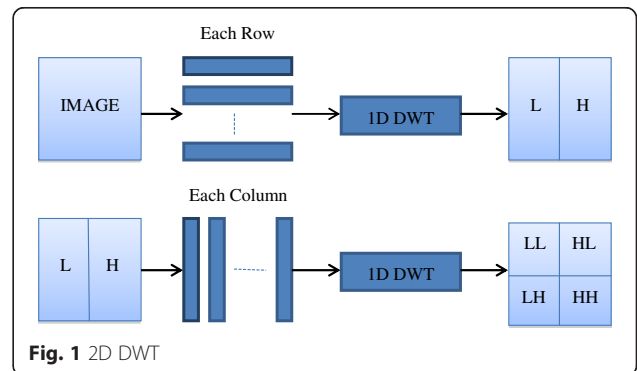 Each Row
IMAGE
1D DWT
L H
Each Column
L H
1D DWT
LL HL
LH HH
Fig. 1 2D DWT